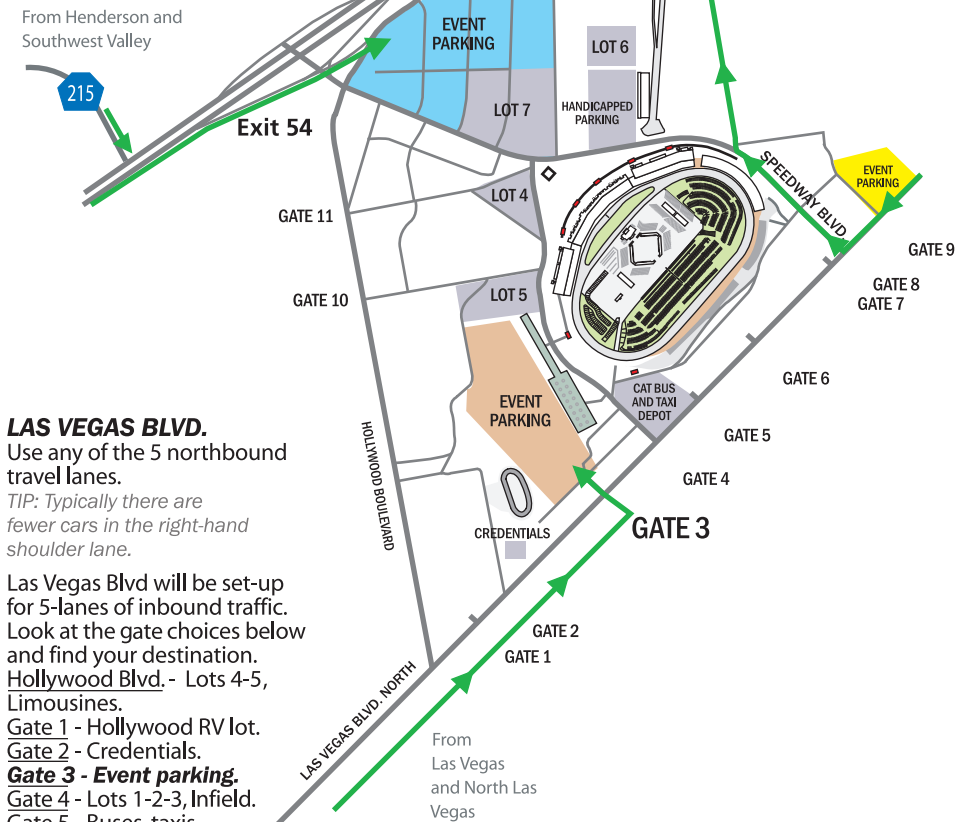 From Henderson and
Southwest Valley
215
Exit 54
EVENT
PARKING
LOT 6
LOT 7
HANDICAPPED
PARKING
SPEEDWAY BLVD
EVENT
PARKING
LOT 4
GATE 11
GATE 9
GATE 8
GATE 7
GATE 10
LOT 5
GATE 6
CAT BUS
AND TAXI
DEPOT
EVENT
PARKING
GATE 5
GATE 4
HOLLYWOOD BOULEVARD
CREDENTIALS
GATE 3
GATE 2
GATE 1
LAS VEGAS BLVD. NORTH
From
Las Vegas
and North Las
Vegas
LAS VEGAS BLVD.
Use any of the 5 northbound
travel lanes.
TIP: Typically there are
fewer cars in the right-hand
shoulder lane.
Las Vegas Blvd will be set-up
for 5-lanes of inbound traffic.
Look at the gate choices below
and find your destination.
Hollywood Blvd. - Lots 4-5,
Limousines.
Gate 1 - Hollywood RV lot.
Gate 2 - Credentials.
Gate 3 - Event parking.
Gate 4 - Lots 1-2-3, Infield.
Gate 5 - Buses, taxis